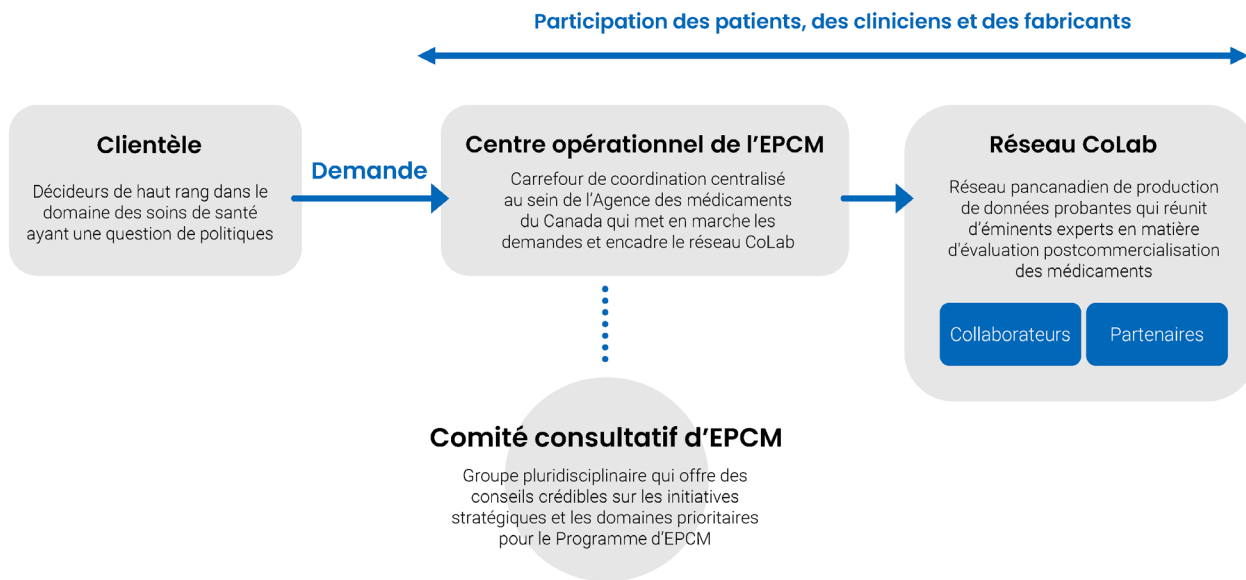 Participation des patients, des cliniciens et des fabricants
Clientèle
Décideurs de haut rang dans le
domaine des soins de santé
ayant une question de politiques
Demande
Centre opérationnel de l’EPCM
Carrefour de coordination centralisé
au sein de l’Agence des médicaments
du Canada qui met en marche les
demandes et encadre le réseau CoLab
Réseau CoLab
Réseau pancanadien de production
de données probantes qui réunit
d’éminents experts en matière
d'évaluation postcommercialisation
des médicaments
Collaborateurs
Partenaires
Comité consultatif d’EPCM
Groupe pluridisciplinaire qui offre des
conseils crédibles sur les initiatives
stratégiques et les domaines prioritaires
pour le Programme d’EPCM